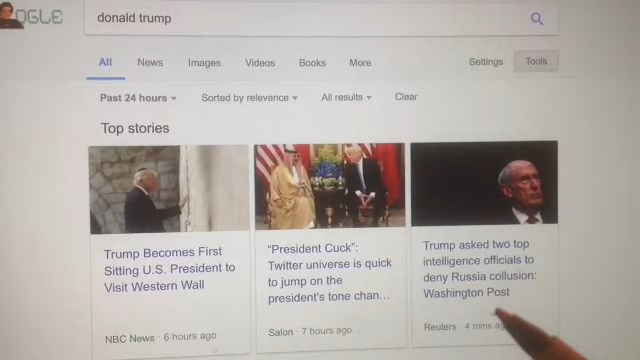 OGLE
donald trump
All News Images Videos Books More Settings Tools
Past 24 hours Sorted by relevance All results Clear
Top stories
Trump Becomes First
Sitting U.S. President to
Visit Western Wall
NBC News · 6 hours ago
“President Cuck”:
Twitter universe is quick
to jump on the
president's tone chan...
Salon · 7 hours ago
Trump asked two top
intelligence officials to
deny Russia collusion:
Washington Post
Reuters · 4 mins